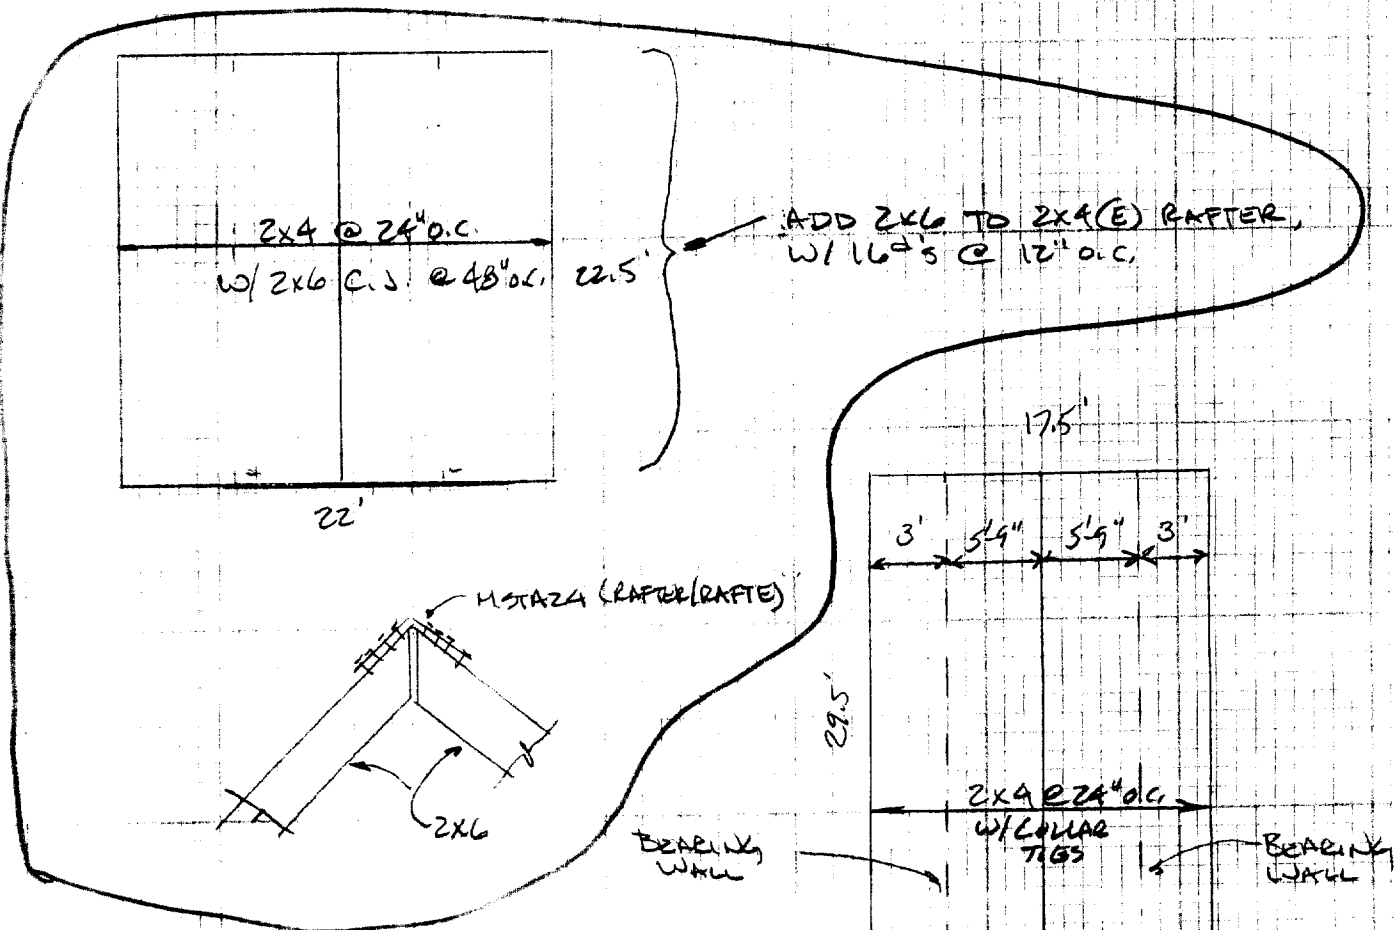 2x4 @ 24"O.C.
W/ 2x6 C.J. @ 48"O.C.
22.5'
ADD 2x6 TO 2x4(E) RAFTER,
W/ 16d's @ 12" O.C.
22'
MSTA24 (RAFTER/RAFTE)
2x6
17.5'
3' 5'-9" 5'-9" 3'
29.5'
2x4 @ 24" O.C.
W/ COLLAR
TIES
BEARING
WALL
BEARING
WALL